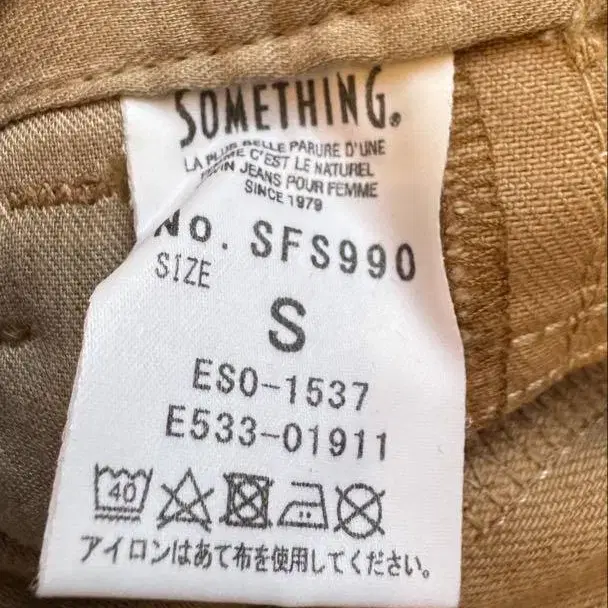 SOMETHING®
LA PLUS BELLE PARURE D'UNE
C'EST LE NATUREL
JEANS POUR FEMME
SINCE 1979
No. SFS990
SIZE
S
ES0-1537
E533-01911
40
アイロンはあて布を使用してください。